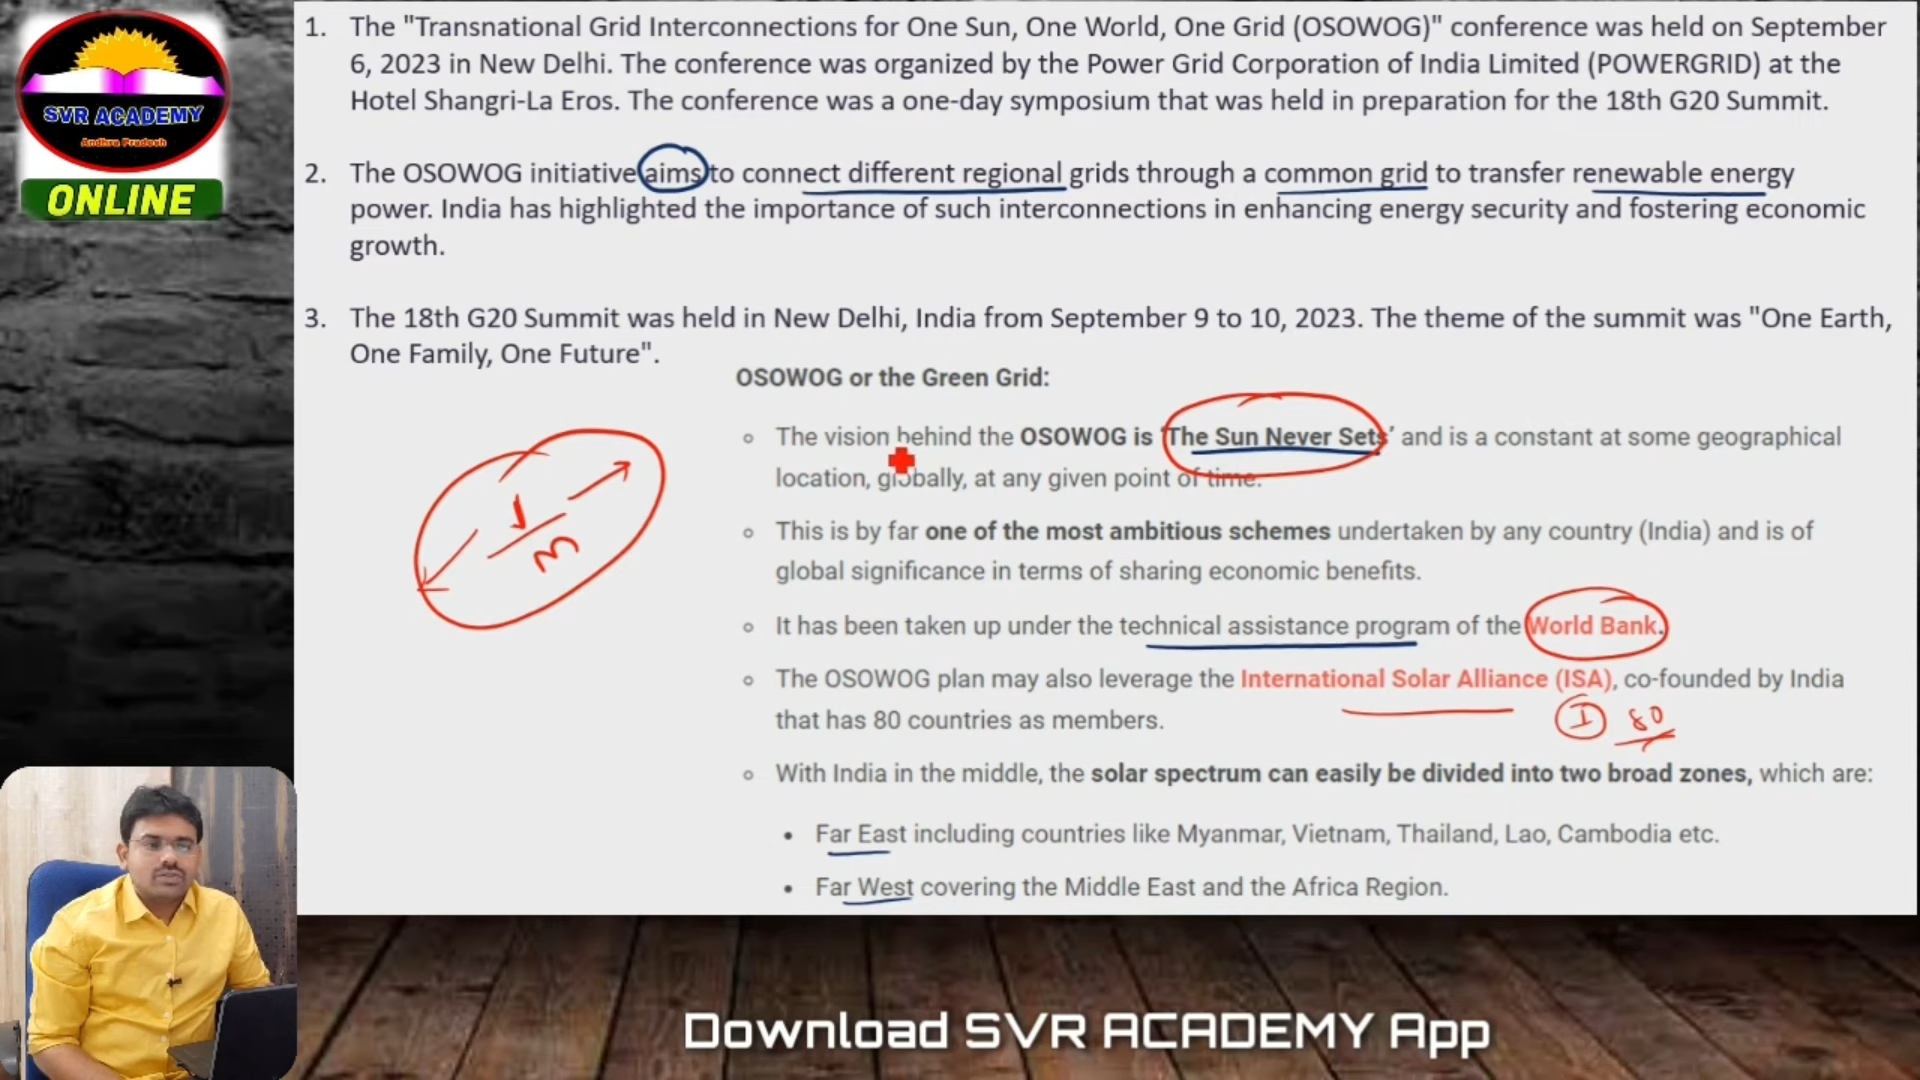 SVR ACADEMY
Andhra Pradesh
ONLINE
1. The "Transnational Grid Interconnections for One Sun, One World, One Grid (OSOWOG)" conference was held on September
6, 2023 in New Delhi. The conference was organized by the Power Grid Corporation of India Limited (POWERGRID) at the
Hotel Shangri-La Eros. The conference was a one-day symposium that was held in preparation for the 18th G20 Summit.
2. The OSOWOG initiative aims to connect different regional grids through a common grid to transfer renewable energy
power. India has highlighted the importance of such interconnections in enhancing energy security and fostering economic
growth.
3. The 18th G20 Summit was held in New Delhi, India from September 9 to 10, 2023. The theme of the summit was "One Earth,
One Family, One Future".
OSOWOG or the Green Grid:
The vision behind the OSOWOG is 'The Sun Never Sets' and is a constant at some geographical
location, globally, at any given point of time.
This is by far one of the most ambitious schemes undertaken by any country (India) and is of
global significance in terms of sharing economic benefits.
It has been taken up under the technical assistance program of the World Bank.
The OSOWOG plan may also leverage the International Solar Alliance (ISA), co-founded by India
that has 80 countries as members.
I 80
With India in the middle, the solar spectrum can easily be divided into two broad zones, which are:
• Far East including countries like Myanmar, Vietnam, Thailand, Lao, Cambodia etc.
• Far West covering the Middle East and the Africa Region.
Download SVR ACADEMY App